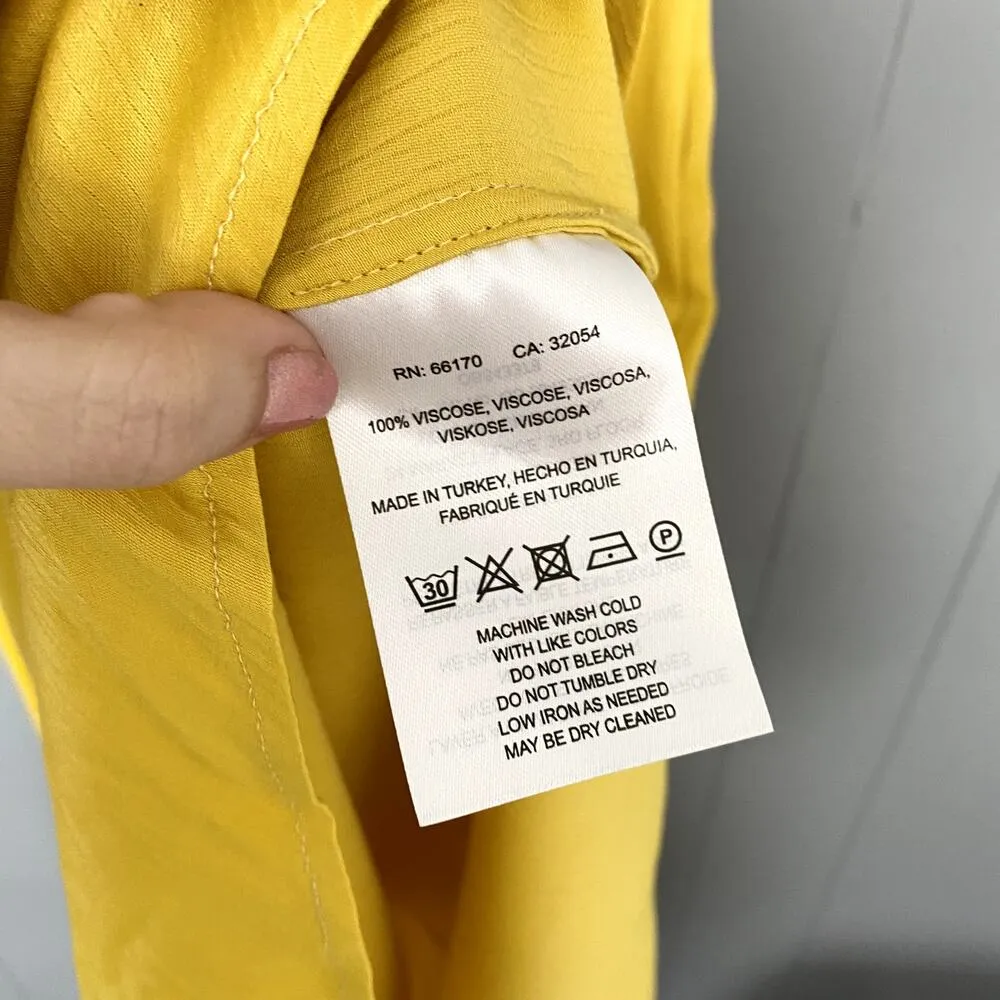 RN: 66170 CA: 32054
100% VISCOSE, VISCOSE, VISCOSA,
VISKOSE, VISCOSA
MADE IN TURKEY, HECHO EN TURQUIA,
FABRIQUÉ EN TURQUIE
30 P
MACHINE WASH COLD
WITH LIKE COLORS
DO NOT BLEACH
DO NOT TUMBLE DRY
LOW IRON AS NEEDED
MAY BE DRY CLEANED